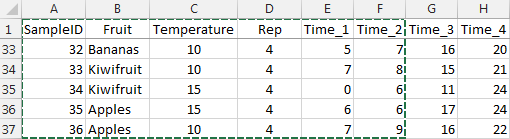 A B C D E F G H
1 SampleID Fruit Temperature Rep Time_1 Time_2 Time_3 Time_4
33 32 Bananas 10 4 5 7 16 20
34 33 Kiwifruit 10 4 7 8 15 21
35 34 Kiwifruit 15 4 0 6 11 24
36 35 Apples 15 4 6 6 17 24
37 36 Apples 10 4 7 9 16 22